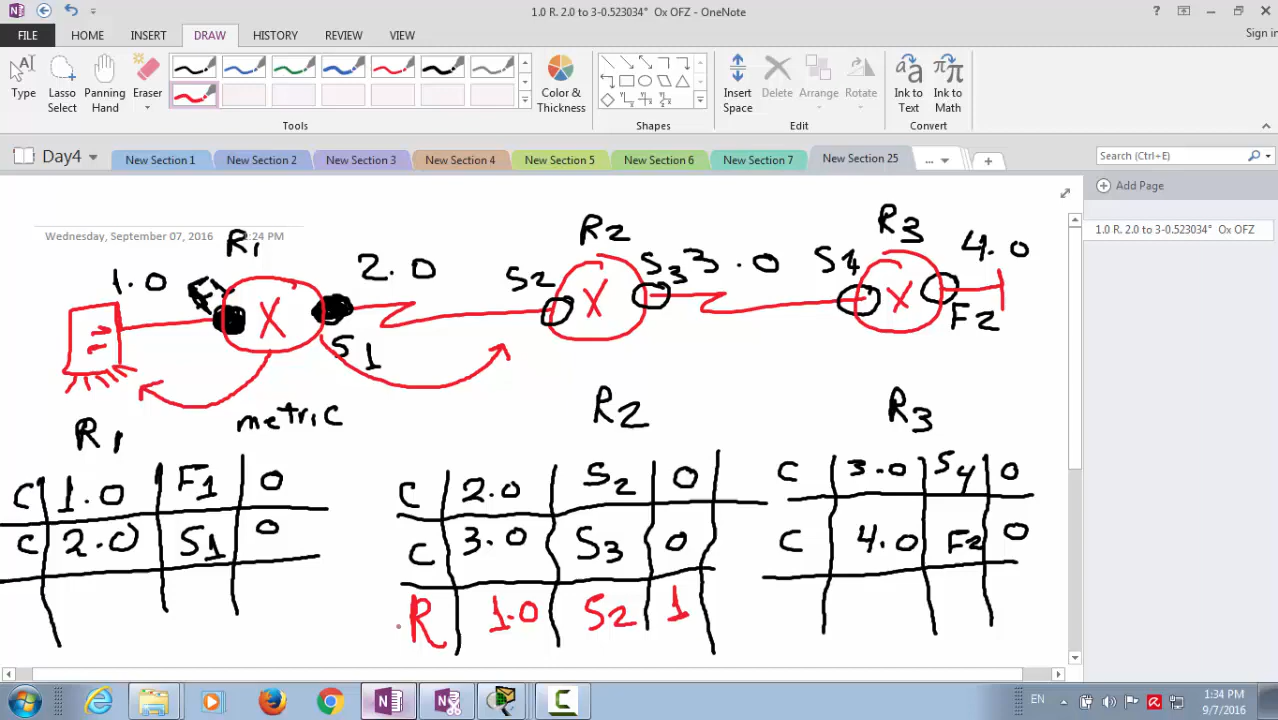 1.0 R. 2.0 to 3-0.523034° Ox OFZ - OneNote
FILE HOME INSERT DRAW HISTORY REVIEW VIEW
Sign in
Type
Lasso Select
Panning Hand
Eraser
Color & Thickness
Insert Space
Delete
Arrange
Rotate
Ink to Text
Ink to Math
Tools
Shapes
Edit
Convert
Day4
New Section 1
New Section 2
New Section 3
New Section 4
New Section 5
New Section 6
New Section 7
New Section 25
...
Search (Ctrl+E)
Add Page
1.0 R. 2.0 to 3-0.523034° Ox OFZ
Wednesday, September 07, 2016
:24 PM
R1 R2 R3
1.0 F1 X 2.0 S2 X S3 3.0 S4 X 4.0
S1 F2
metric
R1
C 1.0 F1 0
C 2.0 S1 0
R2
C 2.0 S2 0
C 3.0 S3 0
R 1.0 S2 1
R3
C 3.0 S4 0
C 4.0 F2 0
EN
1:34 PM
9/7/2016